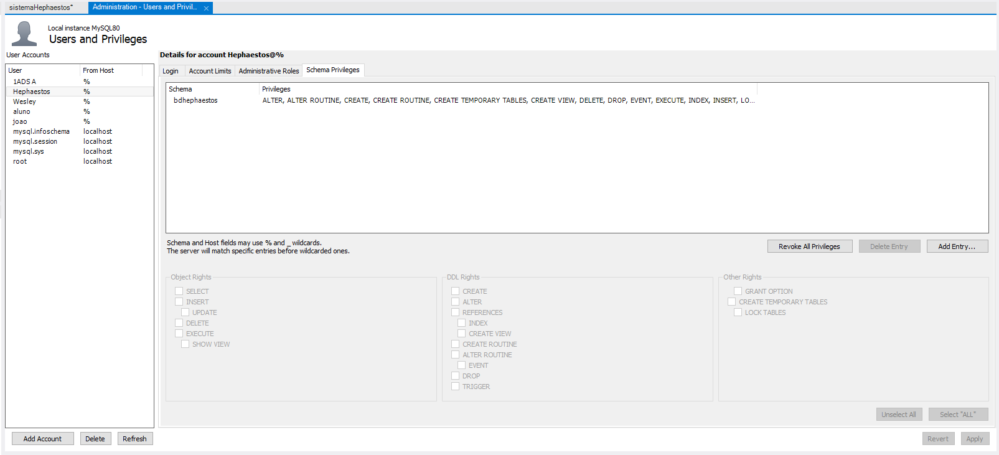 sistemaHephaestos*
Administration - Users and Privil...
Local instance MySQL80
Users and Privileges
User Accounts
User From Host
1ADS A %
Hephaestos %
Wesley %
aluno %
joao %
mysql.infoschema localhost
mysql.session localhost
mysql.sys localhost
root localhost
Add Account Delete Refresh
Details for account Hephaestos@%
Login Account Limits Administrative Roles Schema Privileges
Schema Privileges
bdhephaestos ALTER, ALTER ROUTINE, CREATE, CREATE ROUTINE, CREATE TEMPORARY TABLES, CREATE VIEW, DELETE, DROP, EVENT, EXECUTE, INDEX, INSERT, LO...
Schema and Host fields may use % and _ wildcards.
The server will match specific entries before wildcarded ones.
Revoke All Privileges Delete Entry Add Entry...
Object Rights
SELECT
INSERT
UPDATE
DELETE
EXECUTE
SHOW VIEW
DDL Rights
CREATE
ALTER
REFERENCES
INDEX
CREATE VIEW
CREATE ROUTINE
ALTER ROUTINE
EVENT
DROP
TRIGGER
Other Rights
GRANT OPTION
CREATE TEMPORARY TABLES
LOCK TABLES
Unselect All Select "ALL"
Revert Apply